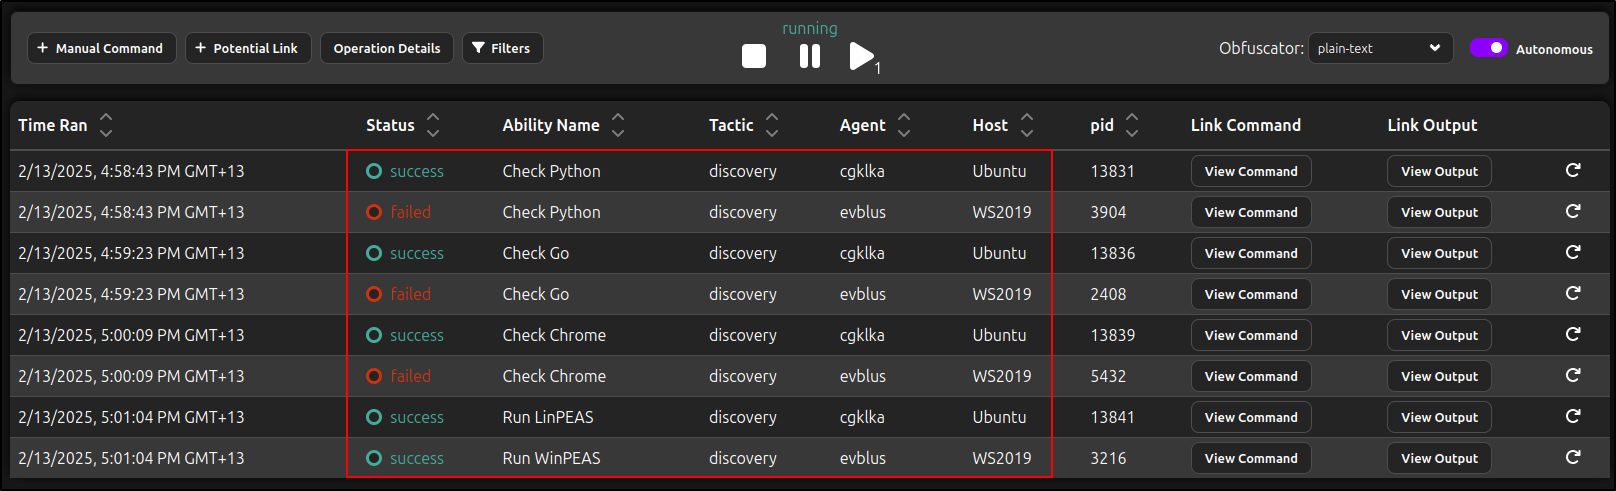 running
+ Manual Command + Potential Link Operation Details Filters 1 Obfuscator: plain-text Autonomous
Time Ran Status Ability Name Tactic Agent Host pid Link Command Link Output
2/13/2025, 4:58:43 PM GMT+13 success Check Python discovery cgklka Ubuntu 13831 View Command View Output
2/13/2025, 4:58:43 PM GMT+13 failed Check Python discovery evblus WS2019 3904 View Command View Output
2/13/2025, 4:59:23 PM GMT+13 success Check Go discovery cgklka Ubuntu 13836 View Command View Output
2/13/2025, 4:59:23 PM GMT+13 failed Check Go discovery evblus WS2019 2408 View Command View Output
2/13/2025, 5:00:09 PM GMT+13 success Check Chrome discovery cgklka Ubuntu 13839 View Command View Output
2/13/2025, 5:00:09 PM GMT+13 failed Check Chrome discovery evblus WS2019 5432 View Command View Output
2/13/2025, 5:01:04 PM GMT+13 success Run LinPEAS discovery cgklka Ubuntu 13841 View Command View Output
2/13/2025, 5:01:04 PM GMT+13 success Run WinPEAS discovery evblus WS2019 3216 View Command View Output